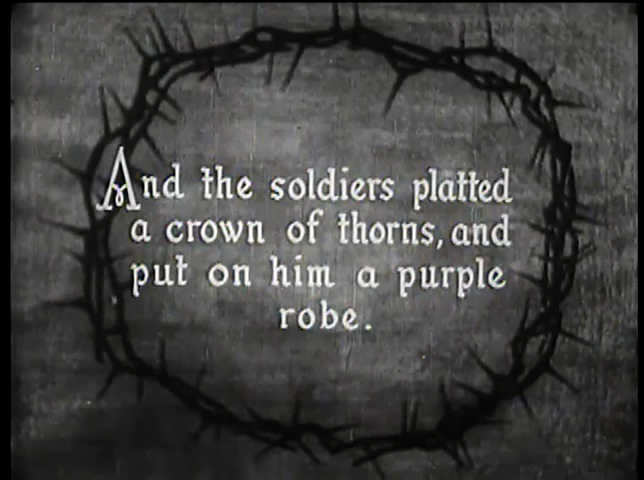 And the soldiers platted
a crown of thorns, and
put on him a purple
robe.